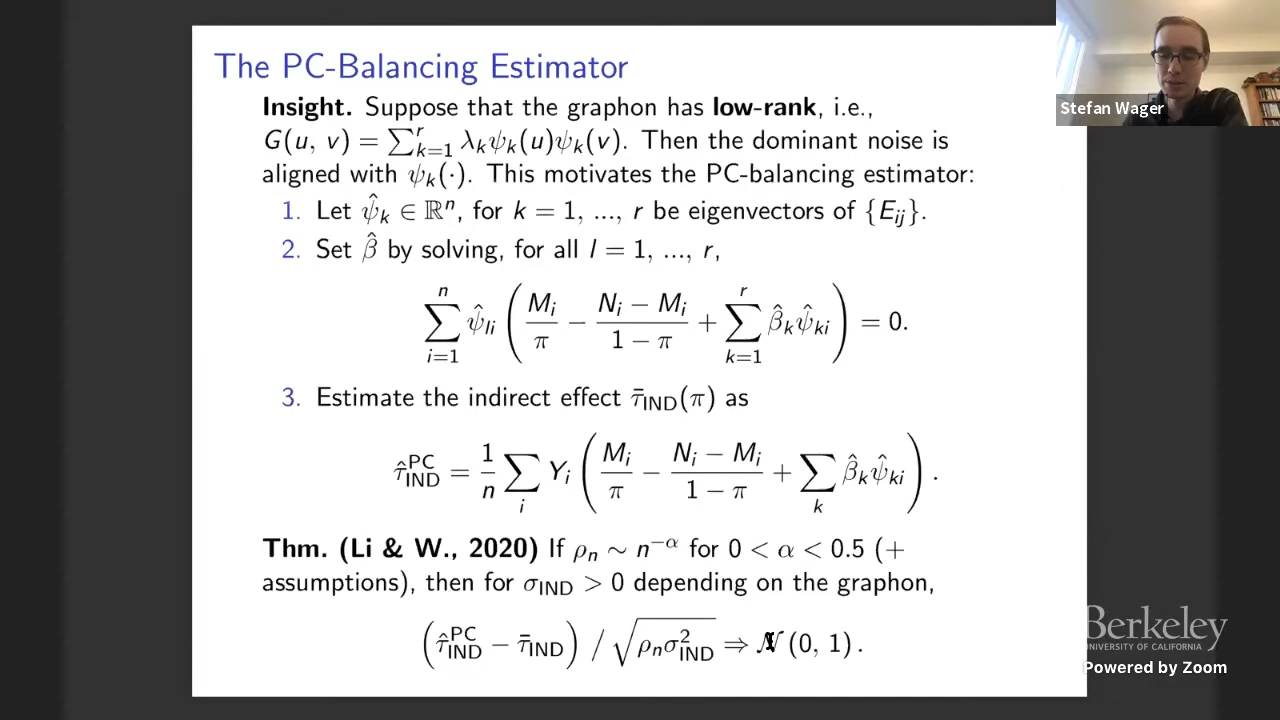 The PC-Balancing Estimator
Insight. Suppose that the graphon has low-rank, i.e.,
G(u, v) = ∑_{k=1}^{r} λ_k ψ_k(u)ψ_k(v). Then the dominant noise is
aligned with ψ_k(·). This motivates the PC-balancing estimator:
1. Let ψ̂_k ∈ ℝⁿ, for k = 1, ..., r be eigenvectors of {E_{ij}}.
2. Set β̂ by solving, for all l = 1, ..., r,
∑_{i=1}^{n} ψ̂_{li} ( M_i/π − (N_i − M_i)/(1 − π) + ∑_{k=1}^{r} β̂_k ψ̂_{ki} ) = 0.
3. Estimate the indirect effect τ̄_IND(π) as
τ̂_IND^PC = 1/n ∑_i Y_i ( M_i/π − (N_i − M_i)/(1 − π) + ∑_k β̂_k ψ̂_{ki} ).
Thm. (Li & W., 2020) If ρ_n ∼ n^{−α} for 0 < α < 0.5 (+
assumptions), then for σ_IND > 0 depending on the graphon,
( τ̂_IND^PC − τ̄_IND ) / √(ρ_n σ²_IND) ⇒ 𝒩 (0, 1).
Stefan Wager
Berkeley
UNIVERSITY OF CALIFORNIA
Powered by Zoom